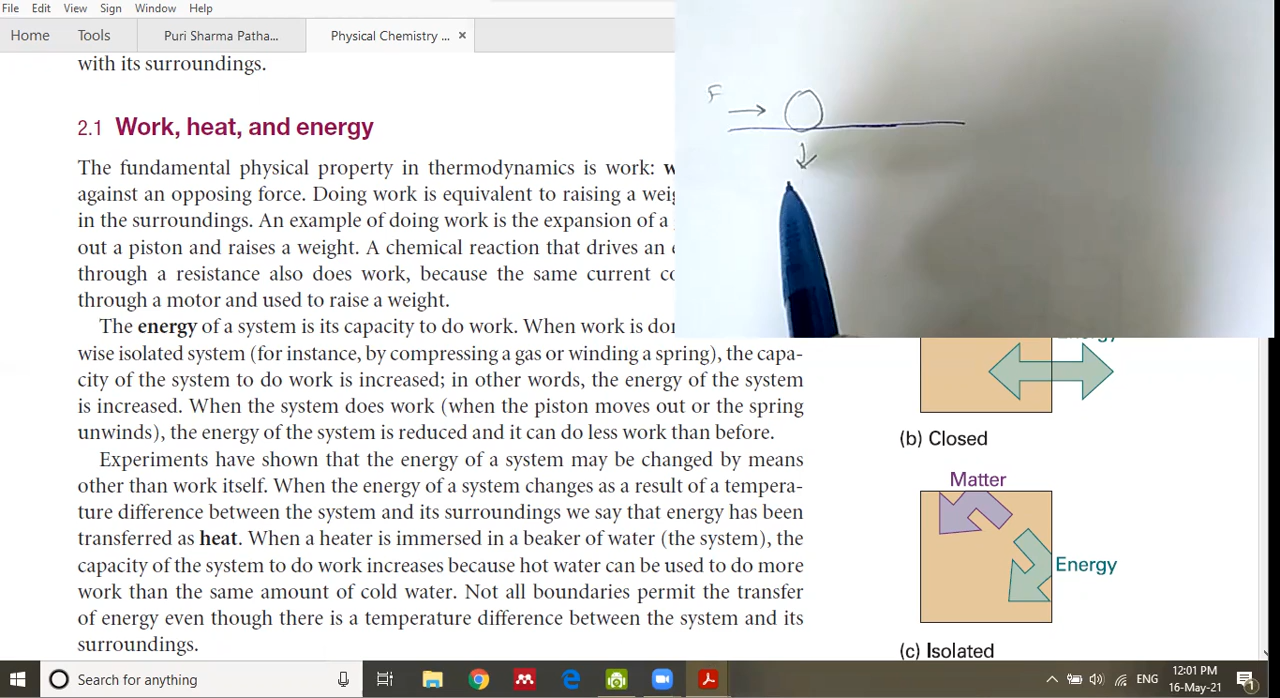 File Edit View Sign Window Help
Home Tools Puri Sharma Patha... Physical Chemistry ... ×
with its surroundings.
2.1 Work, heat, and energy
The fundamental physical property in thermodynamics is work: w
against an opposing force. Doing work is equivalent to raising a
in the surroundings. An example of doing work is the expansion of a
out a piston and raises a weight. A chemical reaction that drives an
through a resistance also does work, because the same current
through a motor and used to raise a weight.
The energy of a system is its capacity to do work. When work is
wise isolated system (for instance, by compressing a gas or winding a spring), the capa-
city of the system to do work is increased; in other words, the energy of the system
is increased. When the system does work (when the piston moves out or the spring
unwinds), the energy of the system is reduced and it can do less work than before.
Experiments have shown that the energy of a system may be changed by means
other than work itself. When the energy of a system changes as a result of a tempera-
ture difference between the system and its surroundings we say that energy has been
transferred as heat. When a heater is immersed in a beaker of water (the system), the
capacity of the system to do work increases because hot water can be used to do more
work than the same amount of cold water. Not all boundaries permit the transfer
of energy even though there is a temperature difference between the system and its
surroundings.
F
Energy
(b) Closed
Matter
Energy
(c) Isolated
Search for anything
ENG
12:01 PM
16-May-21
1